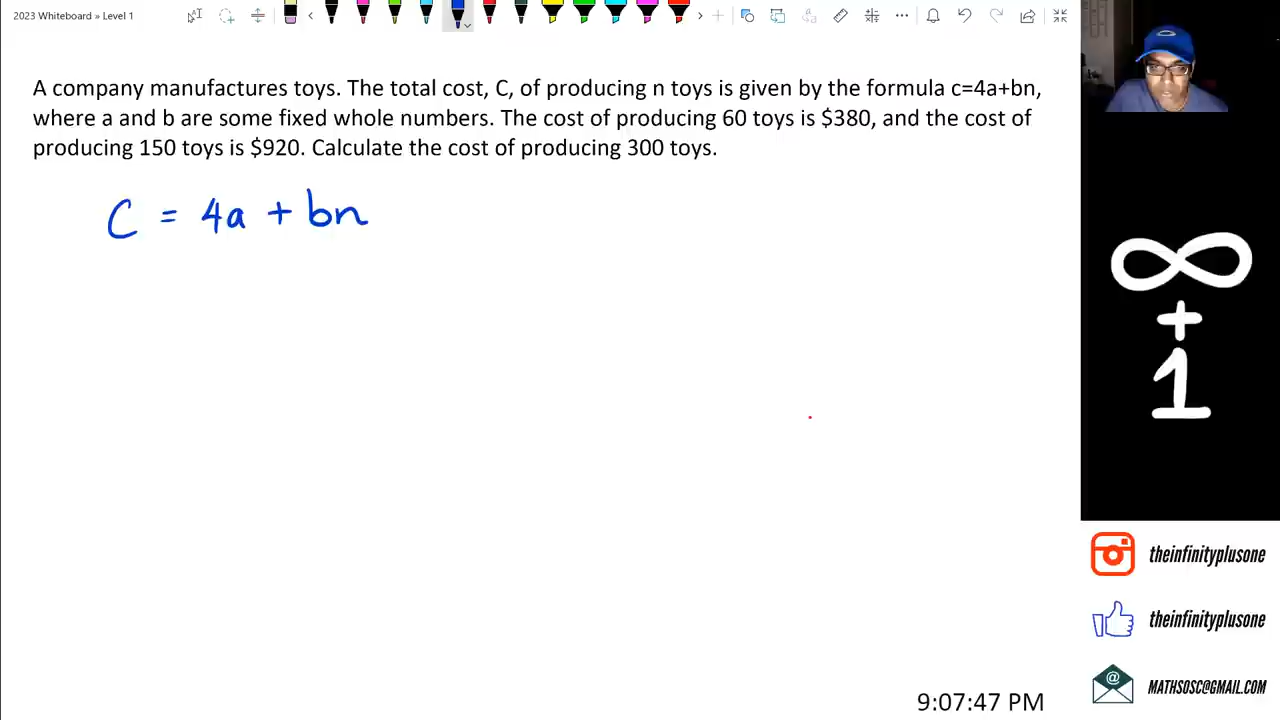 2023 Whiteboard » Level 1
A company manufactures toys. The total cost, C, of producing n toys is given by the formula c=4a+bn,
where a and b are some fixed whole numbers. The cost of producing 60 toys is $380, and the cost of
producing 150 toys is $920. Calculate the cost of producing 300 toys.
C = 4a + bn
∞
+
1
theinfinityplusone
theinfinityplusone
MATHSOSC@GMAIL.COM
9:07:47 PM